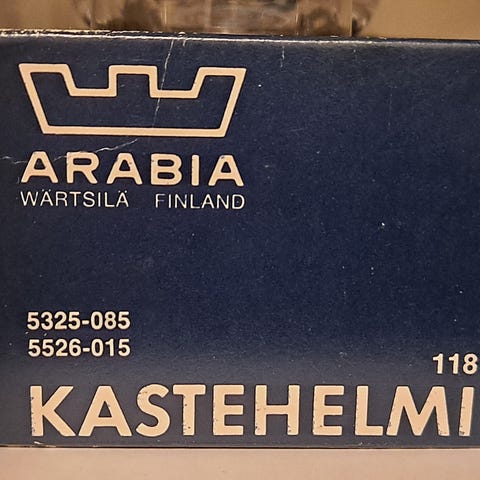 ARABIA
WÄRTSILÄ FINLAND
5325-085
5526-015
118
KASTEHELMI